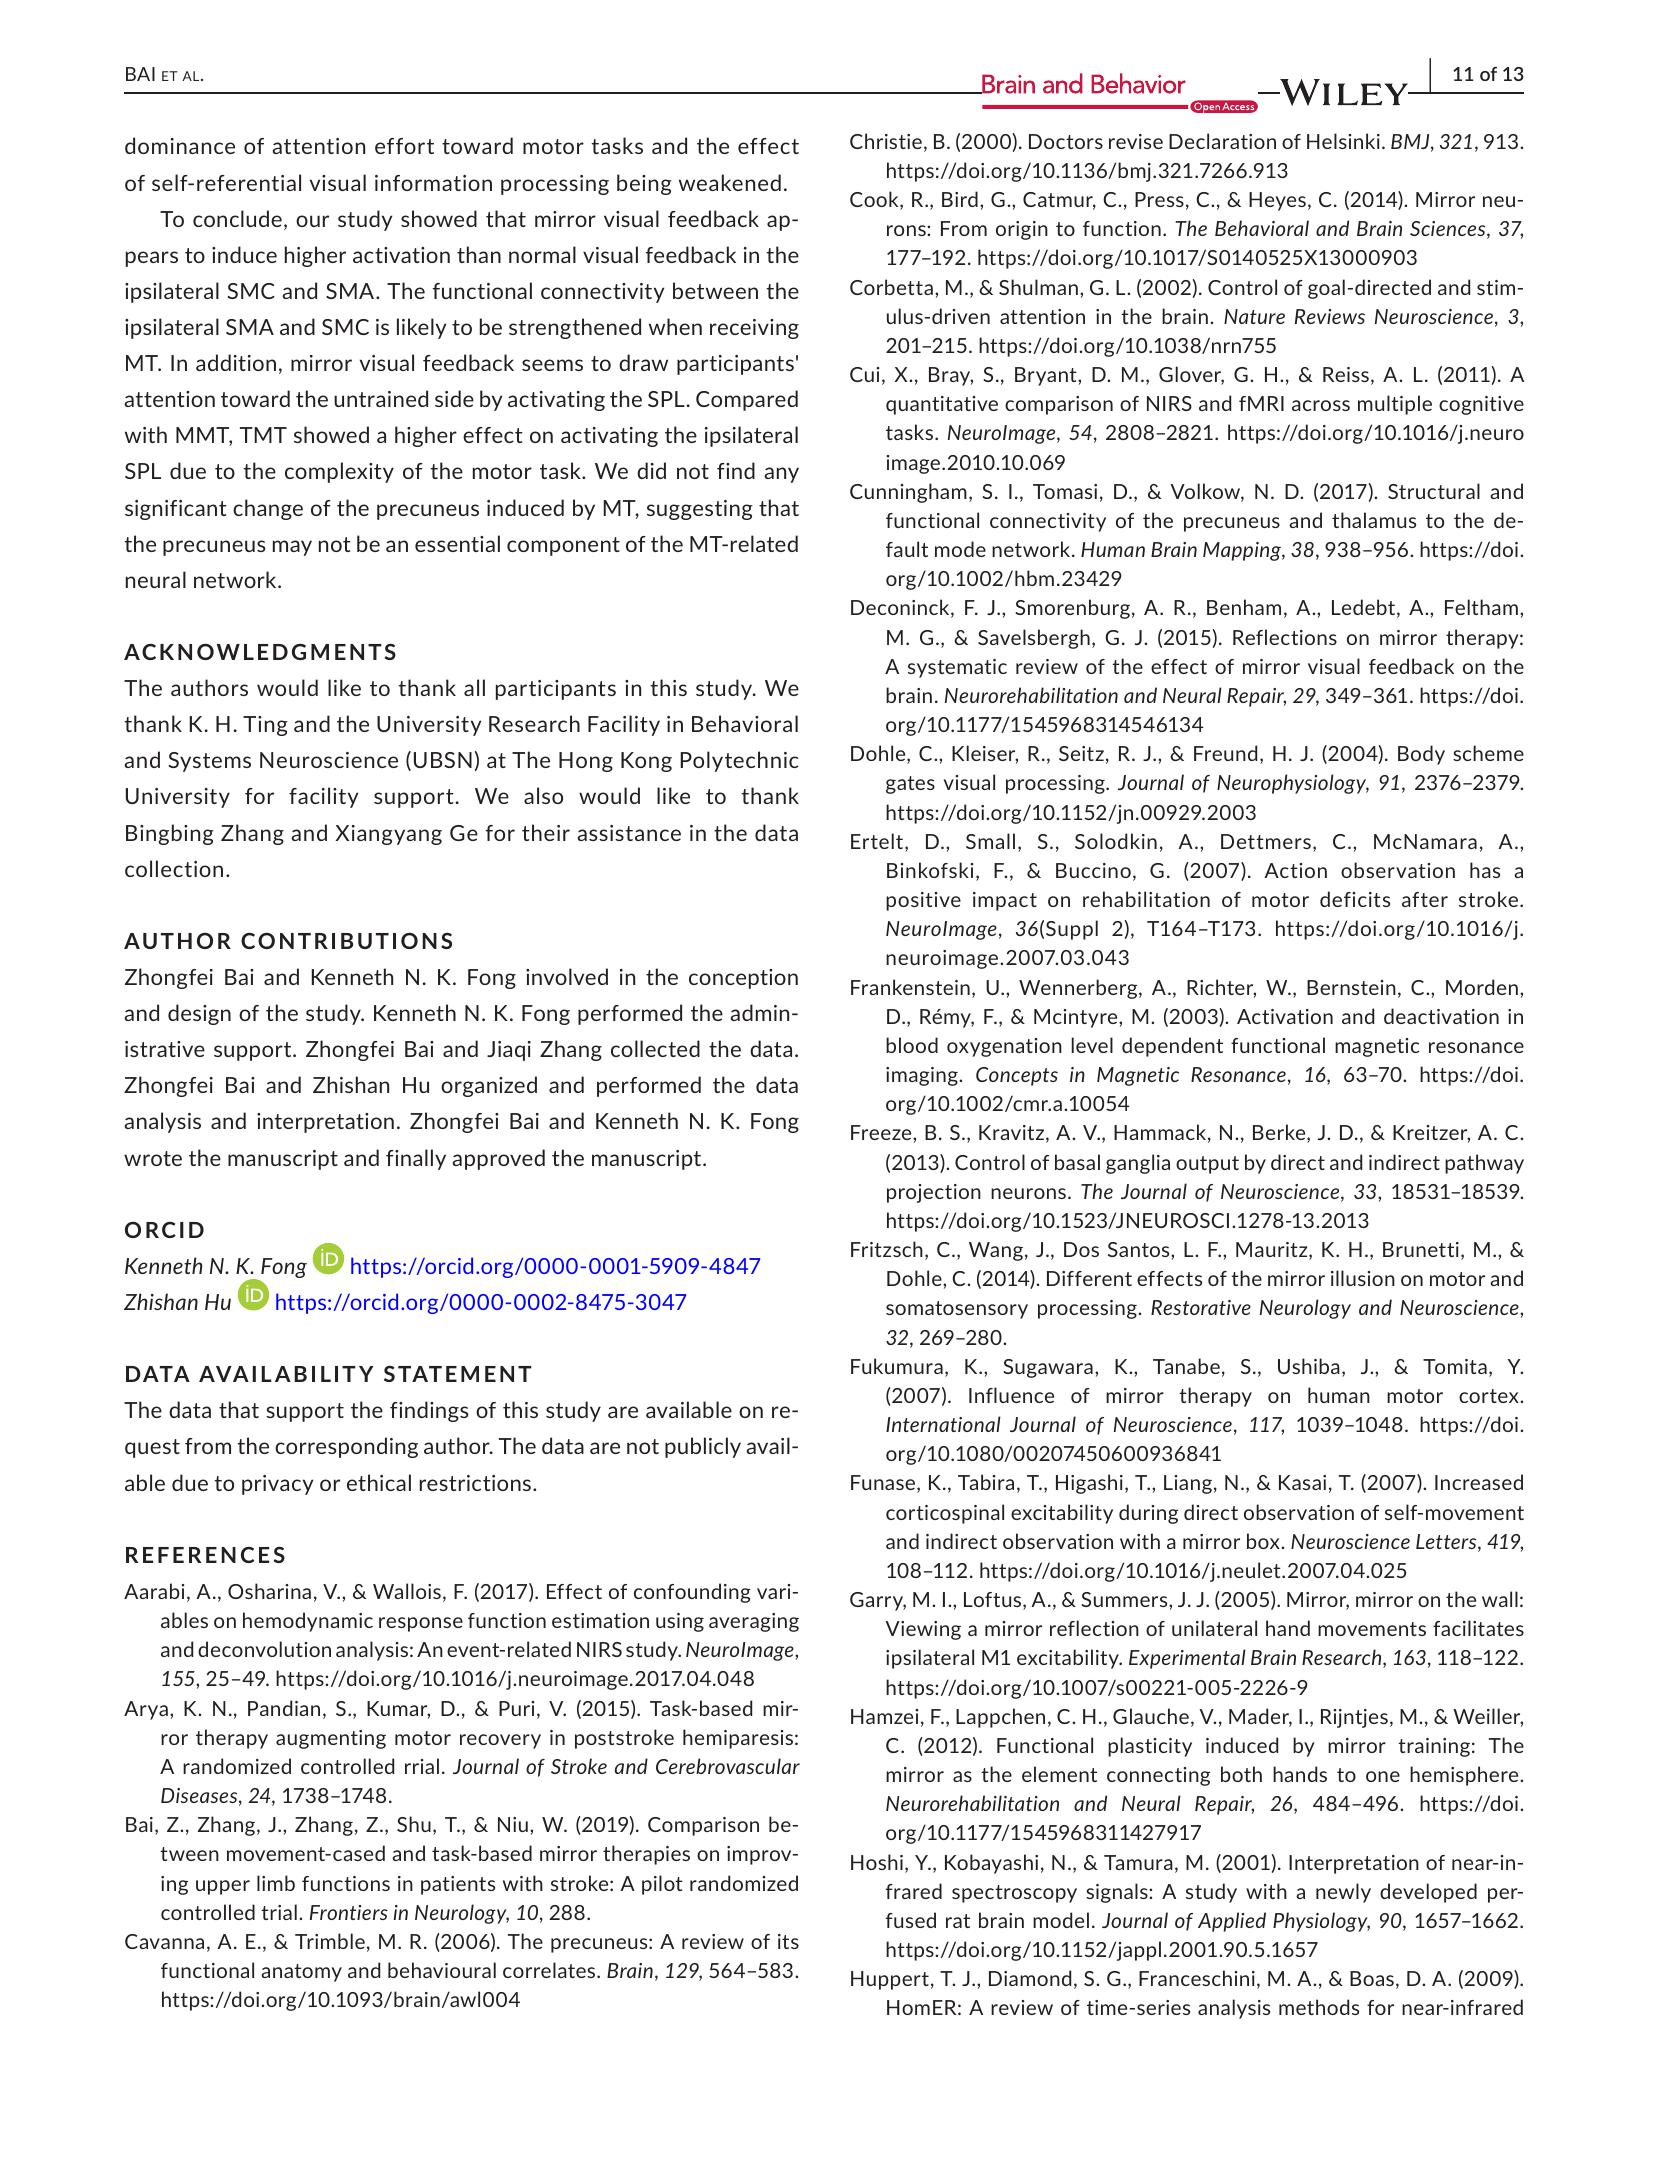 BAI ET AL.
Brain and Behavior
Open Access
WILEY
11 of 13
dominance of attention effort toward motor tasks and the effect
of self-referential visual information processing being weakened.
To conclude, our study showed that mirror visual feedback ap-
pears to induce higher activation than normal visual feedback in the
ipsilateral SMC and SMA. The functional connectivity between the
ipsilateral SMA and SMC is likely to be strengthened when receiving
MT. In addition, mirror visual feedback seems to draw participants'
attention toward the untrained side by activating the SPL. Compared
with MMT, TMT showed a higher effect on activating the ipsilateral
SPL due to the complexity of the motor task. We did not find any
significant change of the precuneus induced by MT, suggesting that
the precuneus may not be an essential component of the MT-related
neural network.
ACKNOWLEDGMENTS
The authors would like to thank all participants in this study. We
thank K. H. Ting and the University Research Facility in Behavioral
and Systems Neuroscience (UBSN) at The Hong Kong Polytechnic
University for facility support. We also would like to thank
Bingbing Zhang and Xiangyang Ge for their assistance in the data
collection.
AUTHOR CONTRIBUTIONS
Zhongfei Bai and Kenneth N. K. Fong involved in the conception
and design of the study. Kenneth N. K. Fong performed the admin-
istrative support. Zhongfei Bai and Jiaqi Zhang collected the data.
Zhongfei Bai and Zhishan Hu organized and performed the data
analysis and interpretation. Zhongfei Bai and Kenneth N. K. Fong
wrote the manuscript and finally approved the manuscript.
ORCID
Kenneth N. K. Fong iD https://orcid.org/0000-0001-5909-4847
Zhishan Hu iD https://orcid.org/0000-0002-8475-3047
DATA AVAILABILITY STATEMENT
The data that support the findings of this study are available on re-
quest from the corresponding author. The data are not publicly avail-
able due to privacy or ethical restrictions.
REFERENCES
Aarabi, A., Osharina, V., & Wallois, F. (2017). Effect of confounding vari-
ables on hemodynamic response function estimation using averaging
and deconvolution analysis: An event-related NIRS study. NeuroImage,
155, 25–49. https://doi.org/10.1016/j.neuroimage.2017.04.048
Arya, K. N., Pandian, S., Kumar, D., & Puri, V. (2015). Task-based mir-
ror therapy augmenting motor recovery in poststroke hemiparesis:
A randomized controlled rrial. Journal of Stroke and Cerebrovascular
Diseases, 24, 1738–1748.
Bai, Z., Zhang, J., Zhang, Z., Shu, T., & Niu, W. (2019). Comparison be-
tween movement-cased and task-based mirror therapies on improv-
ing upper limb functions in patients with stroke: A pilot randomized
controlled trial. Frontiers in Neurology, 10, 288.
Cavanna, A. E., & Trimble, M. R. (2006). The precuneus: A review of its
functional anatomy and behavioural correlates. Brain, 129, 564–583.
https://doi.org/10.1093/brain/awl004
Christie, B. (2000). Doctors revise Declaration of Helsinki. BMJ, 321, 913.
https://doi.org/10.1136/bmj.321.7266.913
Cook, R., Bird, G., Catmur, C., Press, C., & Heyes, C. (2014). Mirror neu-
rons: From origin to function. The Behavioral and Brain Sciences, 37,
177–192. https://doi.org/10.1017/S0140525X13000903
Corbetta, M., & Shulman, G. L. (2002). Control of goal-directed and stim-
ulus-driven attention in the brain. Nature Reviews Neuroscience, 3,
201–215. https://doi.org/10.1038/nrn755
Cui, X., Bray, S., Bryant, D. M., Glover, G. H., & Reiss, A. L. (2011). A
quantitative comparison of NIRS and fMRI across multiple cognitive
tasks. NeuroImage, 54, 2808–2821. https://doi.org/10.1016/j.neuro
image.2010.10.069
Cunningham, S. I., Tomasi, D., & Volkow, N. D. (2017). Structural and
functional connectivity of the precuneus and thalamus to the de-
fault mode network. Human Brain Mapping, 38, 938–956. https://doi.
org/10.1002/hbm.23429
Deconinck, F. J., Smorenburg, A. R., Benham, A., Ledebt, A., Feltham,
M. G., & Savelsbergh, G. J. (2015). Reflections on mirror therapy:
A systematic review of the effect of mirror visual feedback on the
brain. Neurorehabilitation and Neural Repair, 29, 349–361. https://doi.
org/10.1177/1545968314546134
Dohle, C., Kleiser, R., Seitz, R. J., & Freund, H. J. (2004). Body scheme
gates visual processing. Journal of Neurophysiology, 91, 2376–2379.
https://doi.org/10.1152/jn.00929.2003
Ertelt, D., Small, S., Solodkin, A., Dettmers, C., McNamara, A.,
Binkofski, F., & Buccino, G. (2007). Action observation has a
positive impact on rehabilitation of motor deficits after stroke.
NeuroImage, 36(Suppl 2), T164–T173. https://doi.org/10.1016/j.
neuroimage.2007.03.043
Frankenstein, U., Wennerberg, A., Richter, W., Bernstein, C., Morden,
D., Rémy, F., & Mcintyre, M. (2003). Activation and deactivation in
blood oxygenation level dependent functional magnetic resonance
imaging. Concepts in Magnetic Resonance, 16, 63–70. https://doi.
org/10.1002/cmr.a.10054
Freeze, B. S., Kravitz, A. V., Hammack, N., Berke, J. D., & Kreitzer, A. C.
(2013). Control of basal ganglia output by direct and indirect pathway
projection neurons. The Journal of Neuroscience, 33, 18531–18539.
https://doi.org/10.1523/JNEUROSCI.1278-13.2013
Fritzsch, C., Wang, J., Dos Santos, L. F., Mauritz, K. H., Brunetti, M., &
Dohle, C. (2014). Different effects of the mirror illusion on motor and
somatosensory processing. Restorative Neurology and Neuroscience,
32, 269–280.
Fukumura, K., Sugawara, K., Tanabe, S., Ushiba, J., & Tomita, Y.
(2007). Influence of mirror therapy on human motor cortex.
International Journal of Neuroscience, 117, 1039–1048. https://doi.
org/10.1080/00207450600936841
Funase, K., Tabira, T., Higashi, T., Liang, N., & Kasai, T. (2007). Increased
corticospinal excitability during direct observation of self-movement
and indirect observation with a mirror box. Neuroscience Letters, 419,
108–112. https://doi.org/10.1016/j.neulet.2007.04.025
Garry, M. I., Loftus, A., & Summers, J. J. (2005). Mirror, mirror on the wall:
Viewing a mirror reflection of unilateral hand movements facilitates
ipsilateral M1 excitability. Experimental Brain Research, 163, 118–122.
https://doi.org/10.1007/s00221-005-2226-9
Hamzei, F., Lappchen, C. H., Glauche, V., Mader, I., Rijntjes, M., & Weiller,
C. (2012). Functional plasticity induced by mirror training: The
mirror as the element connecting both hands to one hemisphere.
Neurorehabilitation and Neural Repair, 26, 484–496. https://doi.
org/10.1177/1545968311427917
Hoshi, Y., Kobayashi, N., & Tamura, M. (2001). Interpretation of near-in-
frared spectroscopy signals: A study with a newly developed per-
fused rat brain model. Journal of Applied Physiology, 90, 1657–1662.
https://doi.org/10.1152/jappl.2001.90.5.1657
Huppert, T. J., Diamond, S. G., Franceschini, M. A., & Boas, D. A. (2009).
HomER: A review of time-series analysis methods for near-infrared